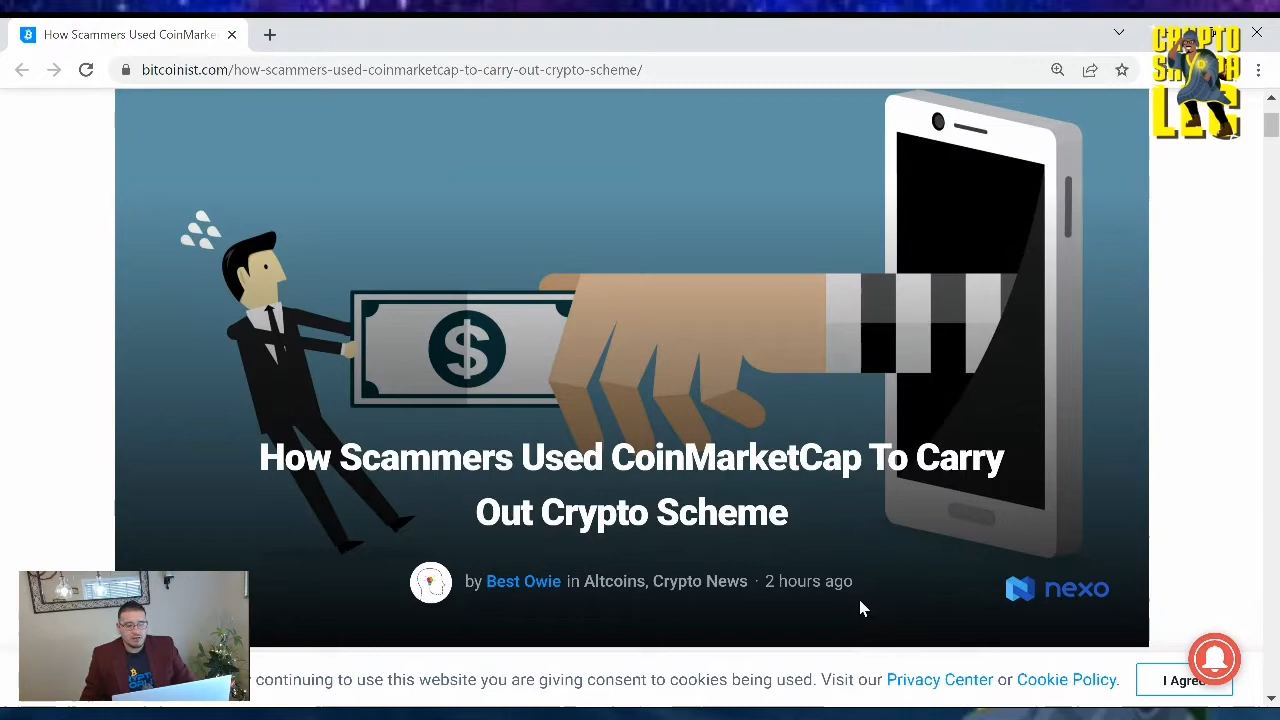 How Scammers Used CoinMarke
bitcoinist.com/how-scammers-used-coinmarketcap-to-carry-out-crypto-scheme/
CRYPTO
LLC
$
How Scammers Used CoinMarketCap To Carry
Out Crypto Scheme
by Best Owie in Altcoins, Crypto News · 2 hours ago
nexo
continuing to use this website you are giving consent to cookies being used. Visit our Privacy Center or Cookie Policy.
I Agree